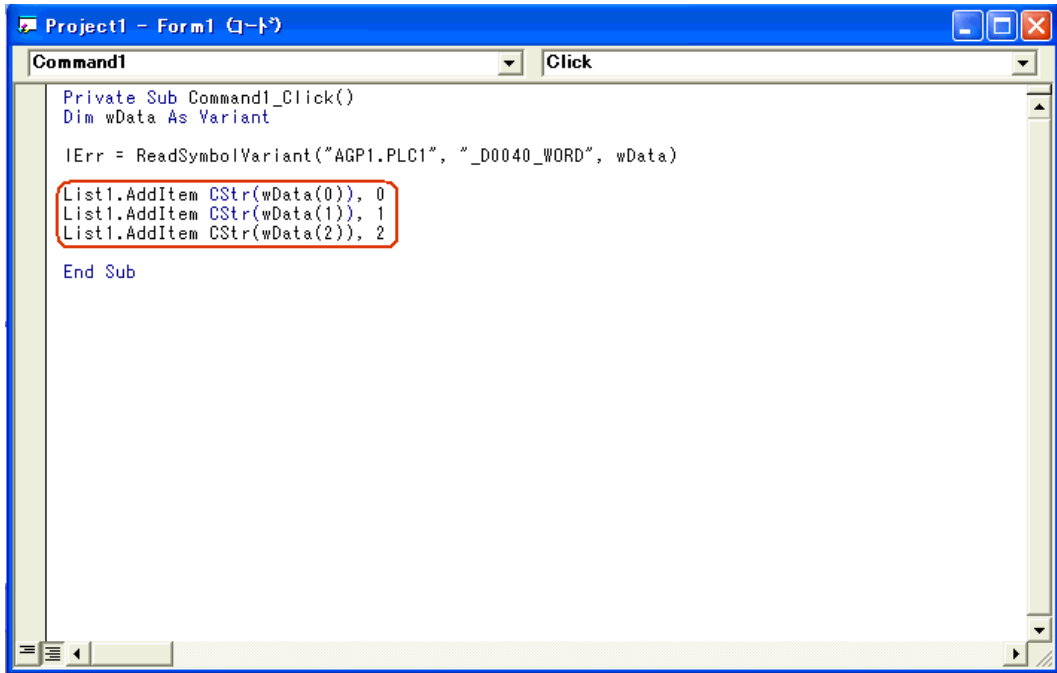 Project1 - Form1 (コード)
Command1
Click
Private Sub Command1_Click()
Dim wData As Variant
lErr = ReadSymbolVariant("AGP1.PLC1", "_D0040_WORD", wData)
List1.AddItem CStr(wData(0)), 0
List1.AddItem CStr(wData(1)), 1
List1.AddItem CStr(wData(2)), 2
End Sub